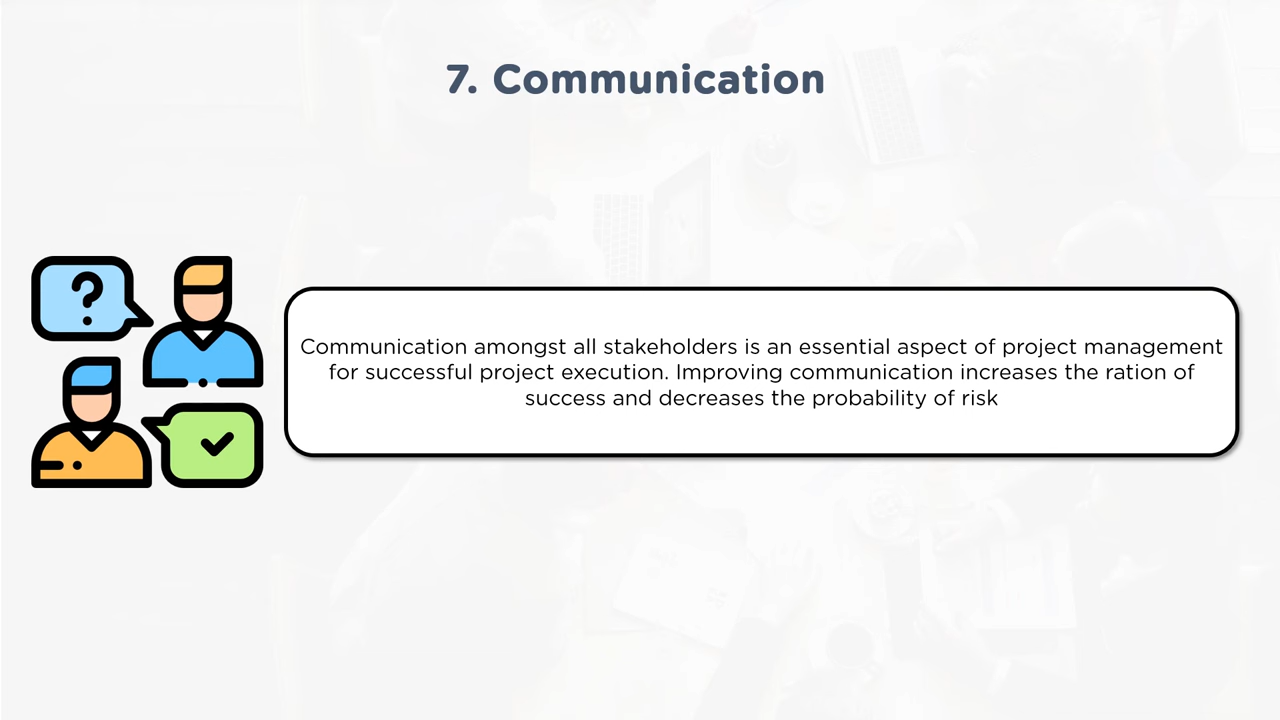 7. Communication
?
Communication amongst all stakeholders is an essential aspect of project management
for successful project execution. Improving communication increases the ration of
success and decreases the probability of risk